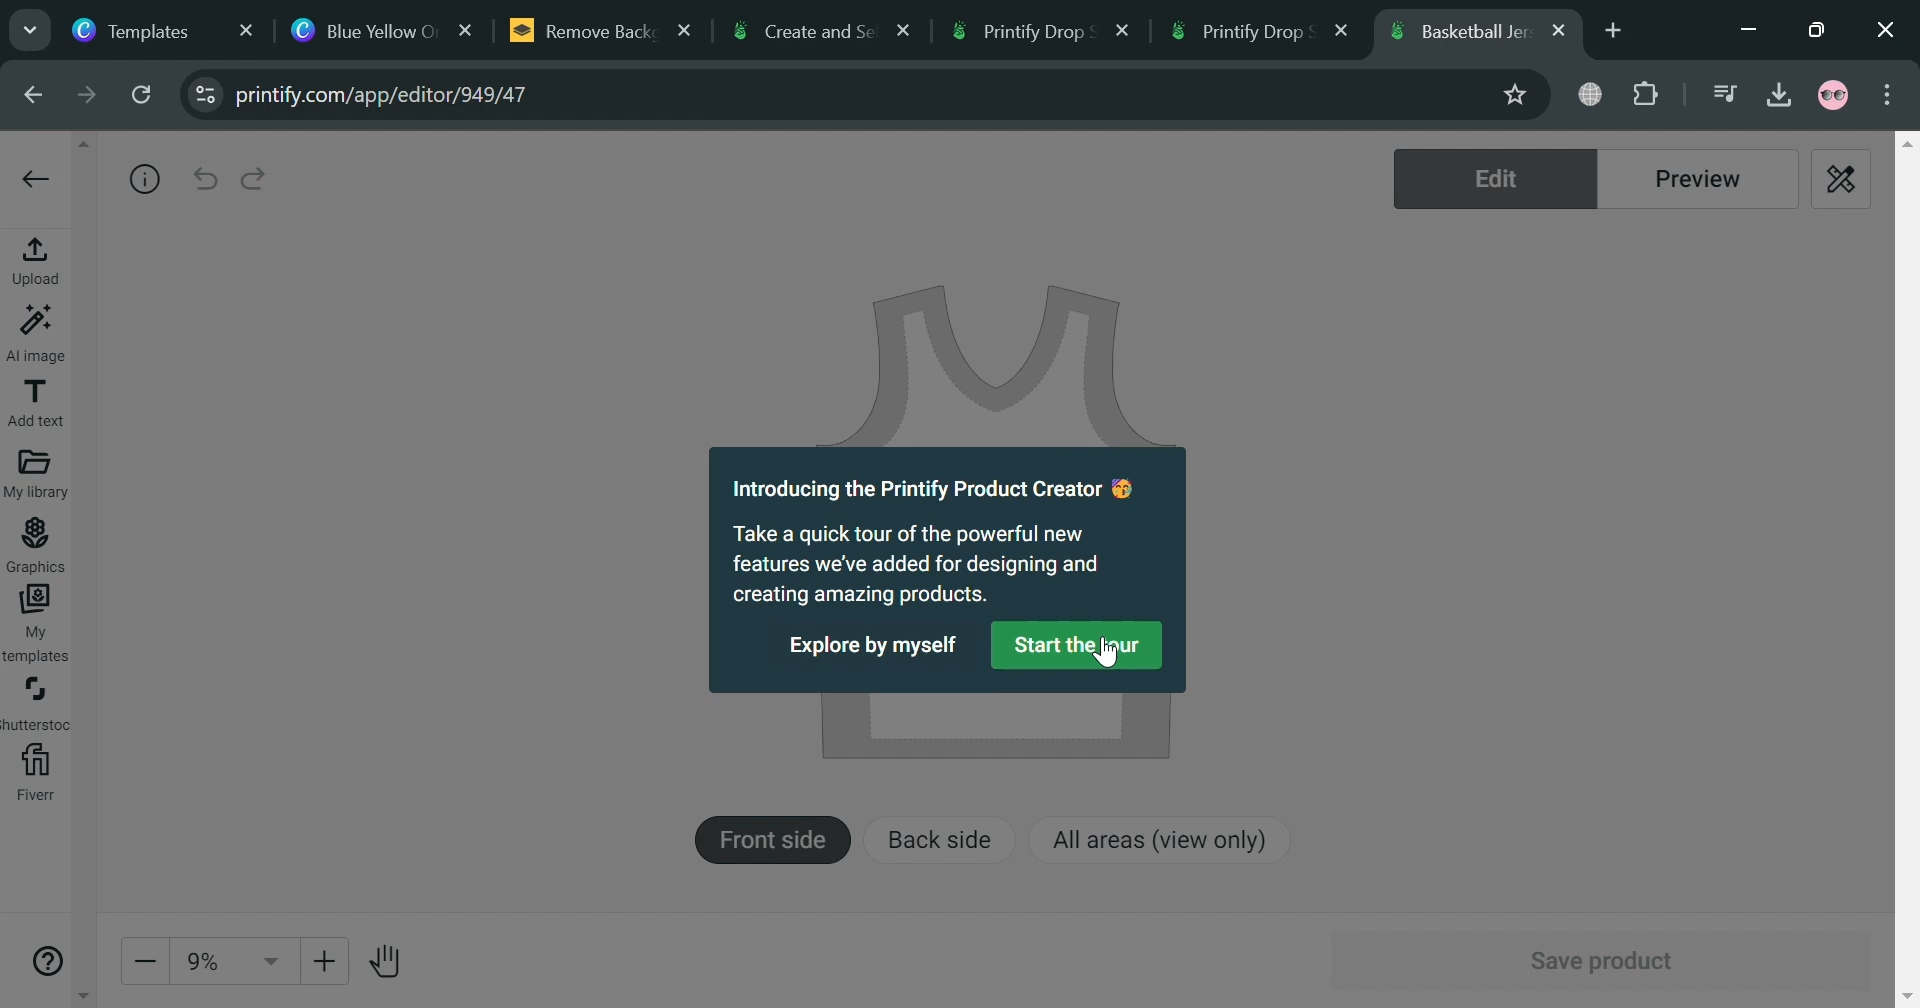 Templates
Blue Yellow Or
Remove Backg
Create and Sel
Printify Drop S
Printify Drop S
Basketball Jers
printify.com/app/editor/949/47
Edit
Preview
Upload
AI image
T
Add text
My library
Graphics
My
templates
Shutterstoc
Fiverr
Introducing the Printify Product Creator 🥳
Take a quick tour of the powerful new
features we've added for designing and
creating amazing products.
Explore by myself
Start the tour
Front side
Back side
All areas (view only)
9%
Save product